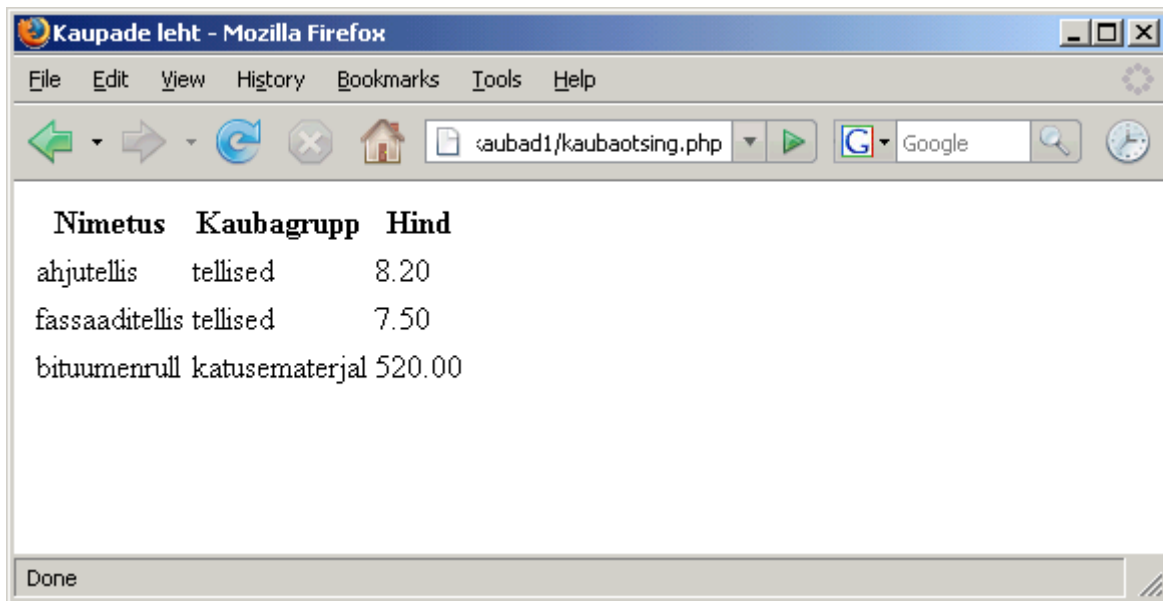 Kaupade leht - Mozilla Firefox
File Edit View History Bookmarks Tools Help
kaubad1/kaubaotsing.php G Google
Nimetus Kaubagrupp Hind
ahjutellis tellised 8.20
fassaaditellis tellised 7.50
bituumenrull katusematerjal 520.00
Done